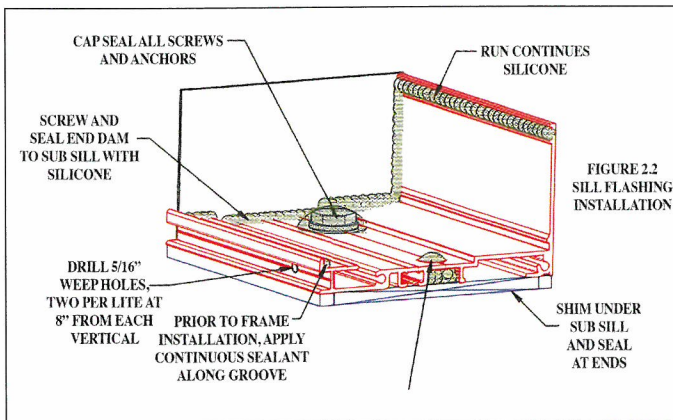 CAP SEAL ALL SCREWS
AND ANCHORS
RUN CONTINUES
SILICONE
SCREW AND
SEAL END DAM
TO SUB SILL WITH
SILICONE
FIGURE 2.2
SILL FLASHING
INSTALLATION
DRILL 5/16"
WEEP HOLES,
TWO PER LITE AT
8" FROM EACH
VERTICAL
PRIOR TO FRAME
INSTALLATION, APPLY
CONTINUOUS SEALANT
ALONG GROOVE
SHIM UNDER
SUB SILL
AND SEAL
AT ENDS